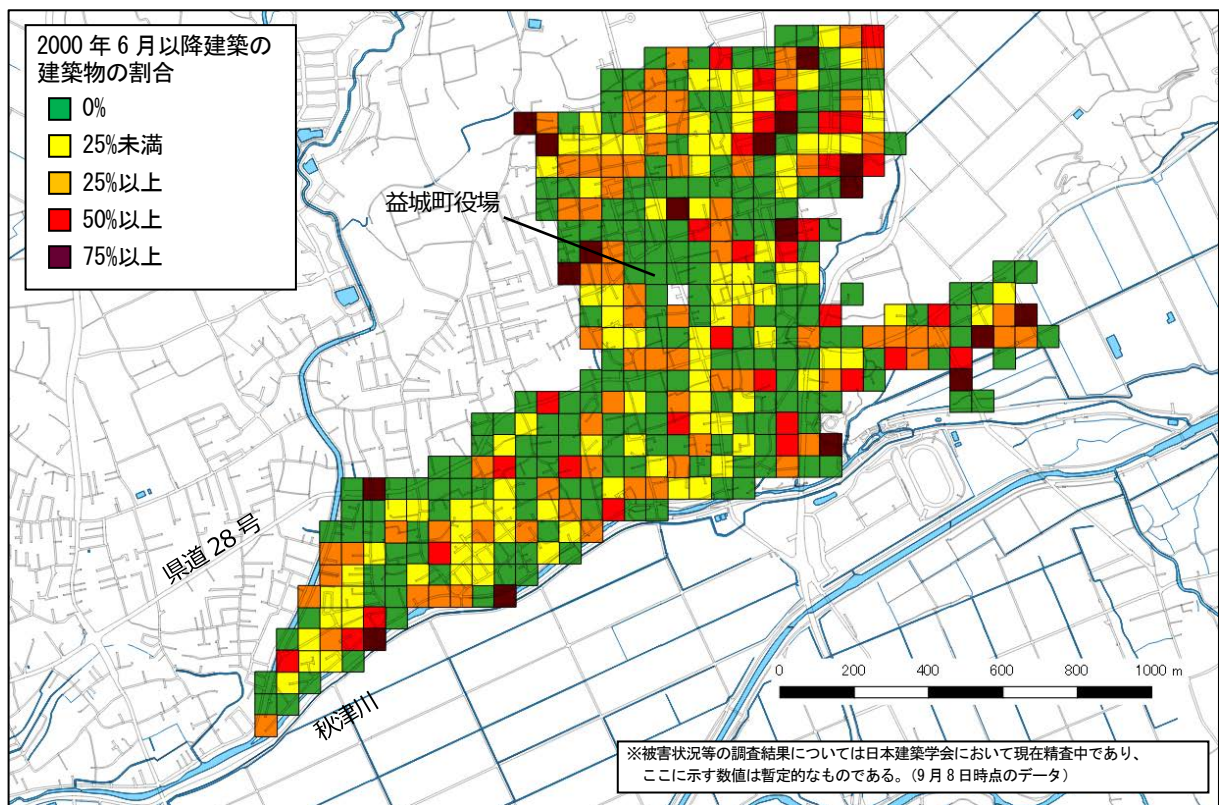 2000 年 6 月以降建築の
建築物の割合
0%
25%未満
25%以上
50%以上
75%以上
益城町役場
県道 28 号
秋津川
0 200 400 600 800 1000 m
※被害状況等の調査結果については日本建築学会において現在精査中であり、
ここに示す数値は暫定的なものである。(9 月 8 日時点のデータ)